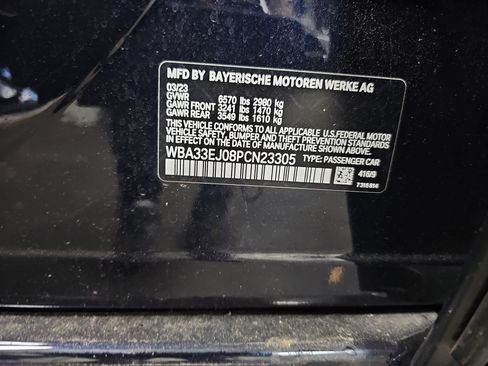 MFD BY BAYERISCHE MOTOREN WERKE AG
03/23
GVWR 6570 lbs 2980 kg
GAWR FRONT 3241 lbs 1470 kg
GAWR REAR 3549 lbs 1610 kg
THIS VEHICLE CONFORMS TO ALL APPLICABLE U.S.FEDERAL MOTOR
VEHICLE SAFETY, BUMPER, AND THEFT PREVENTION STANDARDS
IN EFFECT ON THE DATE OF MANUFACTURE SHOWN ABOVE.
WBA33EJ08PCN23305 TYPE: PASSENGER CAR
416/9
7315814